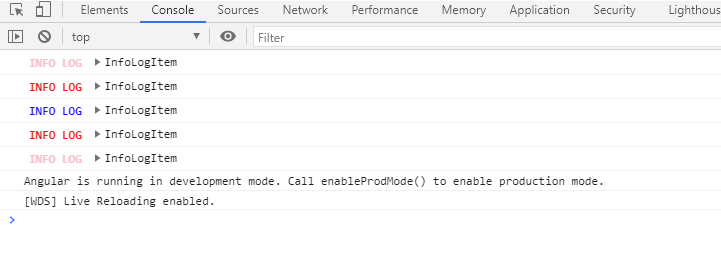 Elements Console Sources Network Performance Memory Application Security Lighthous
top Filter
INFO LOG InfoLogItem
INFO LOG InfoLogItem
INFO LOG InfoLogItem
INFO LOG InfoLogItem
INFO LOG InfoLogItem
Angular is running in development mode. Call enableProdMode() to enable production mode.
[WDS] Live Reloading enabled.